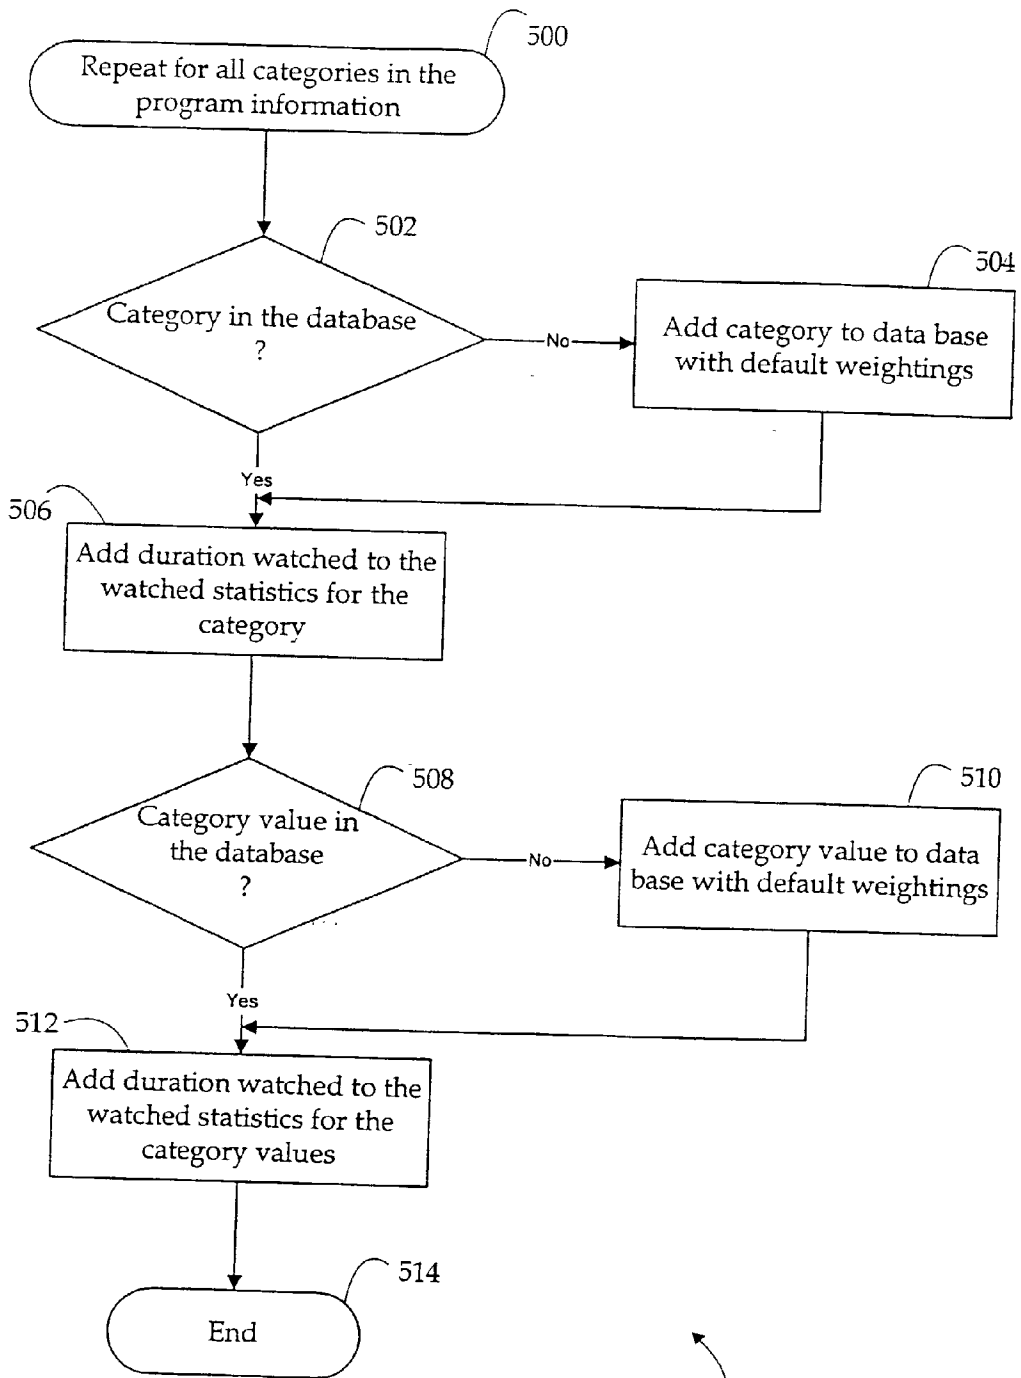 500
Repeat for all categories in the
program information
502
Category in the database
?
No
504
Add category to data base
with default weightings
Yes
506
Add duration watched to the
watched statistics for the
category
508
Category value in
the database
?
No
510
Add category value to data
base with default weightings
Yes
512
Add duration watched to the
watched statistics for the
category values
514
End